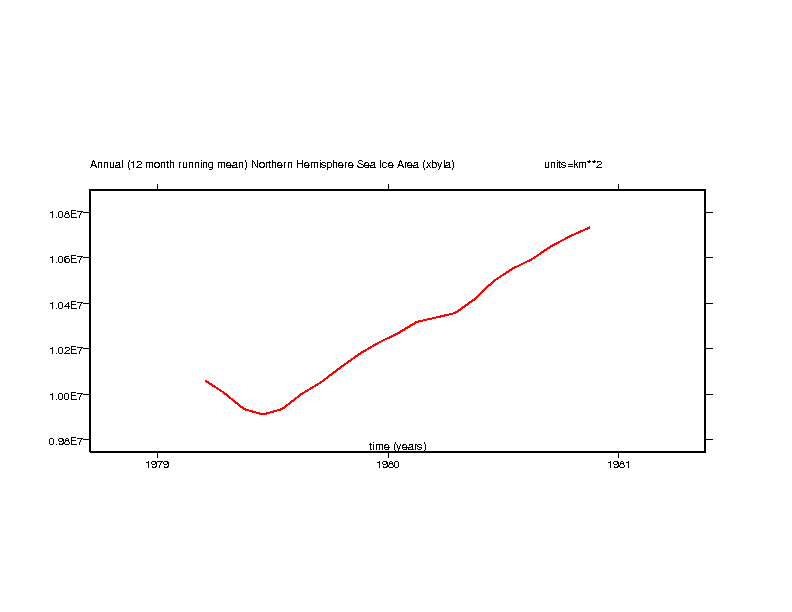 Annual (12 month running mean) Northern Hemisphere Sea Ice Area (xbyla) units=km**2
1.08E7
1.06E7
1.04E7
1.02E7
1.00E7
0.98E7
time (years)
1979 1980 1981